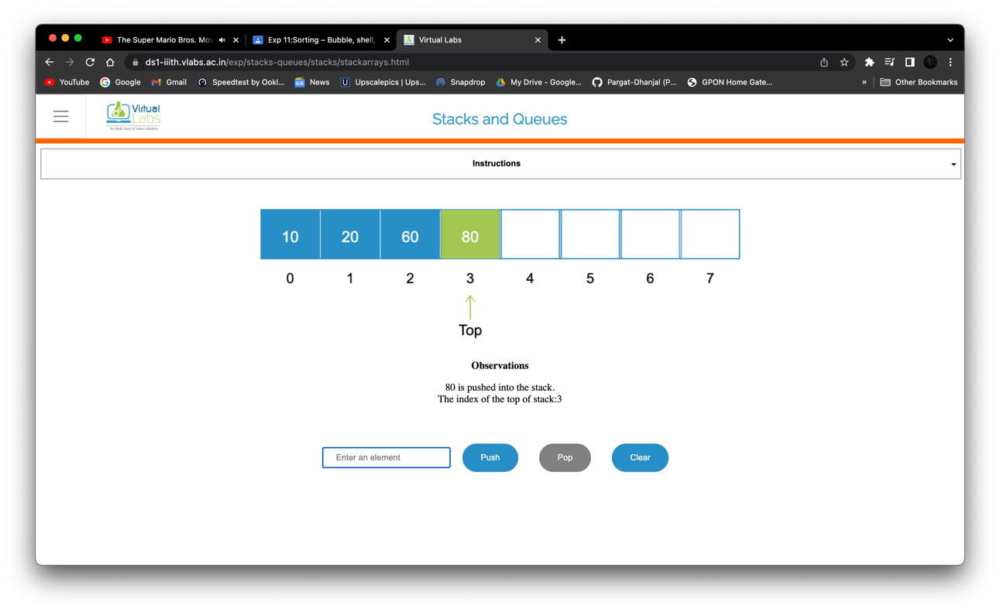 The Super Mario Bros. Mov
Exp 11:Sorting – Bubble, shell,
Virtual Labs
ds1-iiith.vlabs.ac.in/exp/stacks-queues/stacks/stackarrays.html
YouTube Google Gmail Speedtest by Ookl... News Upscalepics | Ups... Snapdrop My Drive - Google... Pargat-Dhanjal (P... GPON Home Gate... » Other Bookmarks
Virtual
Labs
An MoE Govt of India Initiative
Stacks and Queues
Instructions
10 20 60 80
0 1 2 3 4 5 6 7
Top
Observations
80 is pushed into the stack.
The index of the top of stack:3
Enter an element Push Pop Clear